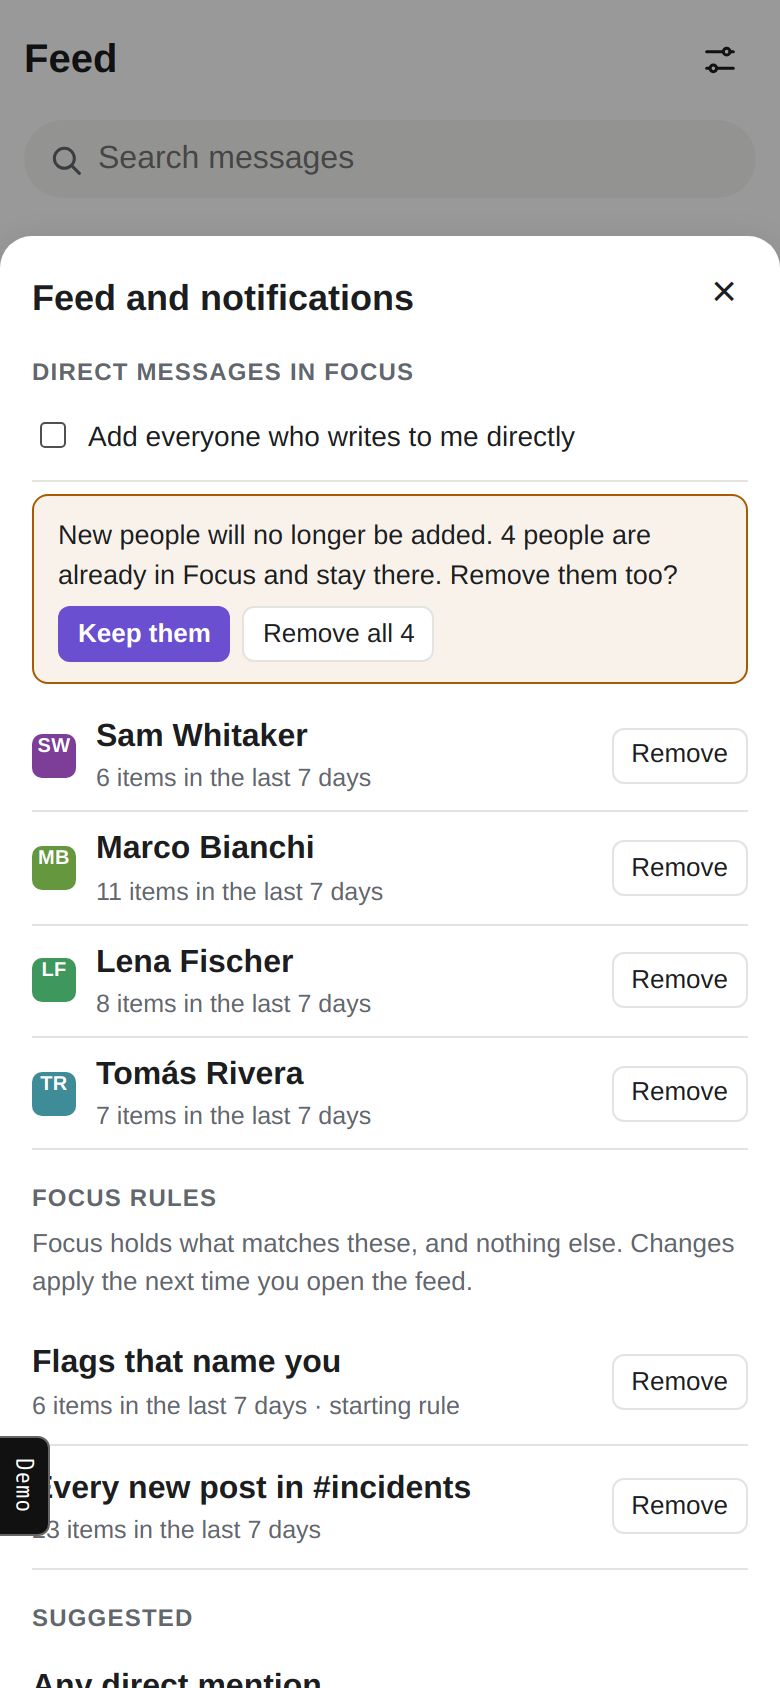 Feed
Search messages
Feed and notifications
✕
DIRECT MESSAGES IN FOCUS
Add everyone who writes to me directly
New people will no longer be added. 4 people are
already in Focus and stay there. Remove them too?
Keep them
Remove all 4
SW
Sam Whitaker
6 items in the last 7 days
Remove
MB
Marco Bianchi
11 items in the last 7 days
Remove
LF
Lena Fischer
8 items in the last 7 days
Remove
TR
Tomás Rivera
7 items in the last 7 days
Remove
FOCUS RULES
Focus holds what matches these, and nothing else. Changes
apply the next time you open the feed.
Flags that name you
6 items in the last 7 days · starting rule
Remove
Demo
Every new post in #incidents
items in the last 7 days
Remove
SUGGESTED
Any direct mention